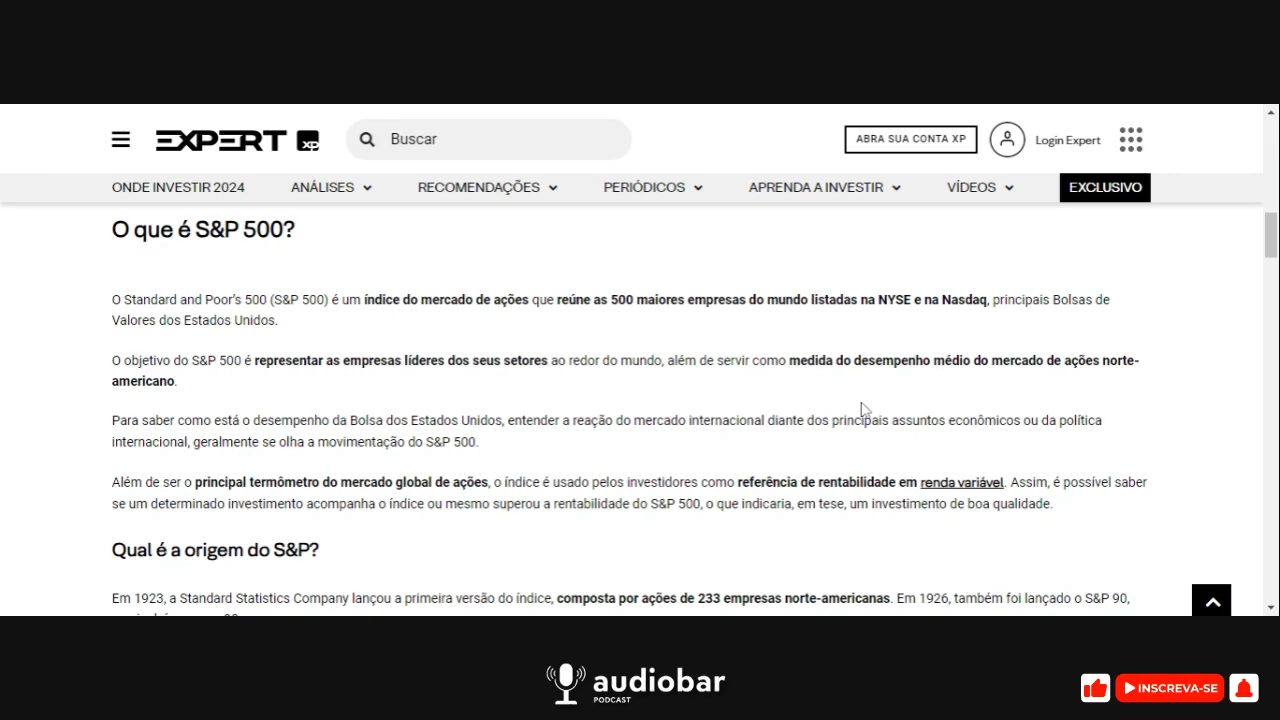 EXPERT xp
Buscar
ABRA SUA CONTA XP
Login Expert
ONDE INVESTIR 2024 ANÁLISES RECOMENDAÇÕES PERIÓDICOS APRENDA A INVESTIR VÍDEOS EXCLUSIVO
O que é S&P 500?
O Standard and Poor's 500 (S&P 500) é um índice do mercado de ações que reúne as 500 maiores empresas do mundo listadas na NYSE e na Nasdaq, principais Bolsas de
Valores dos Estados Unidos.
O objetivo do S&P 500 é representar as empresas líderes dos seus setores ao redor do mundo, além de servir como medida do desempenho médio do mercado de ações norte-
americano.
Para saber como está o desempenho da Bolsa dos Estados Unidos, entender a reação do mercado internacional diante dos principais assuntos econômicos ou da política
internacional, geralmente se olha a movimentação do S&P 500.
Além de ser o principal termômetro do mercado global de ações, o índice é usado pelos investidores como referência de rentabilidade em renda variável. Assim, é possível saber
se um determinado investimento acompanha o índice ou mesmo superou a rentabilidade do S&P 500, o que indicaria, em tese, um investimento de boa qualidade.
Qual é a origem do S&P?
Em 1923, a Standard Statistics Company lançou a primeira versão do índice, composta por ações de 233 empresas norte-americanas. Em 1926, também foi lançado o S&P 90,
audiobar
PODCAST
INSCREVA-SE